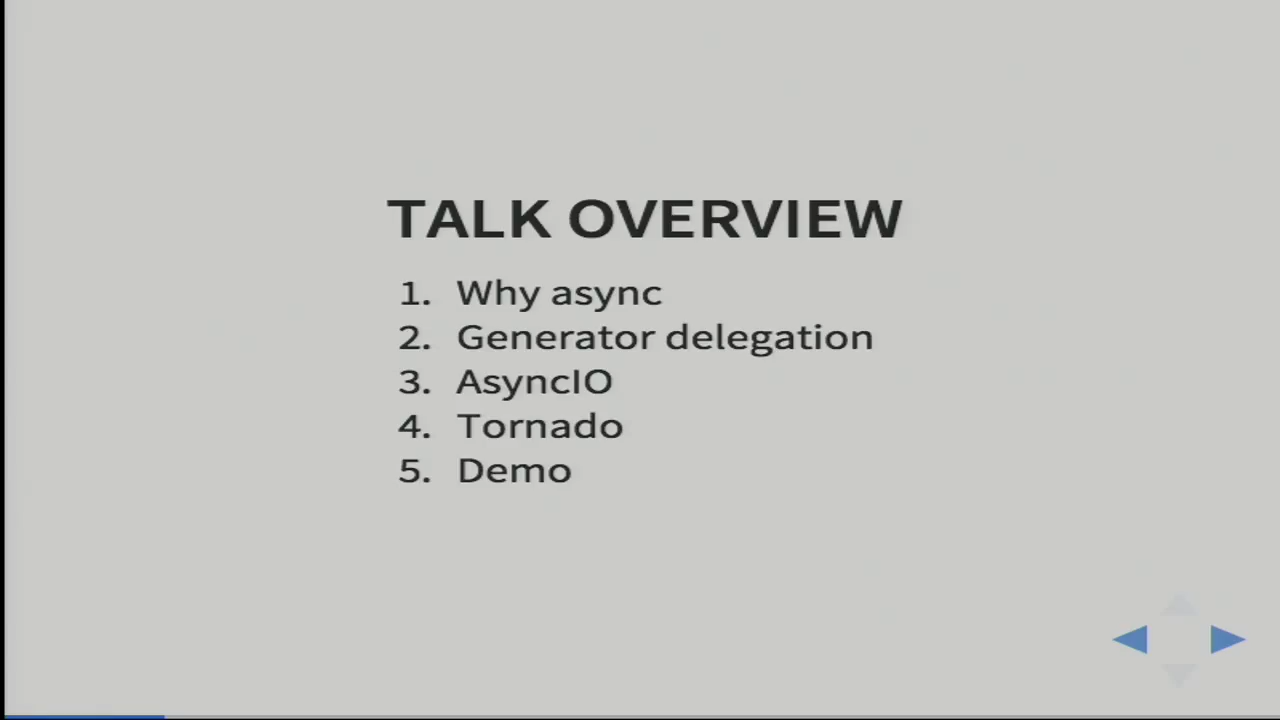 TALK OVERVIEW
1. Why async
2. Generator delegation
3. AsyncIO
4. Tornado
5. Demo